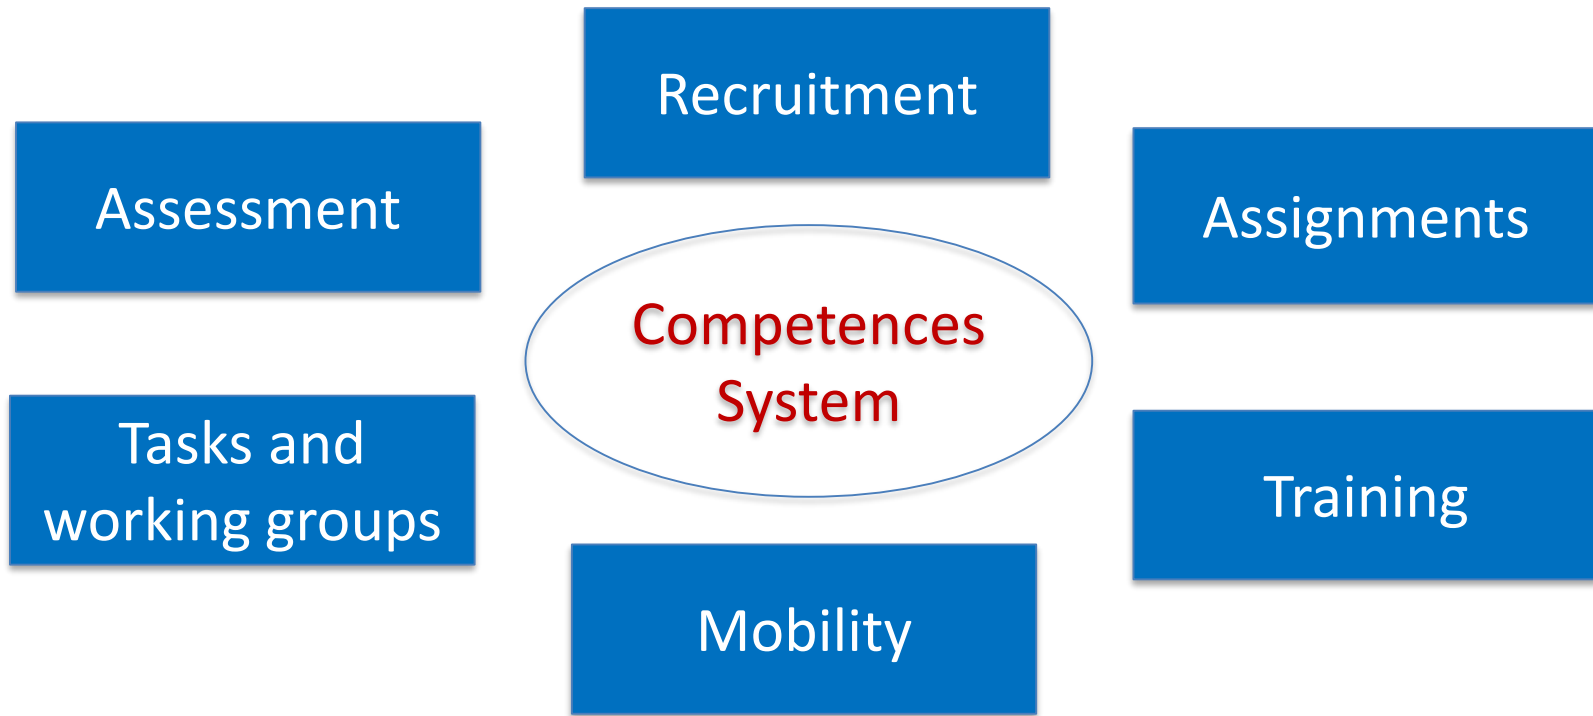 Recruitment
Assessment
Assignments
Competences
System
Tasks and
working groups
Training
Mobility